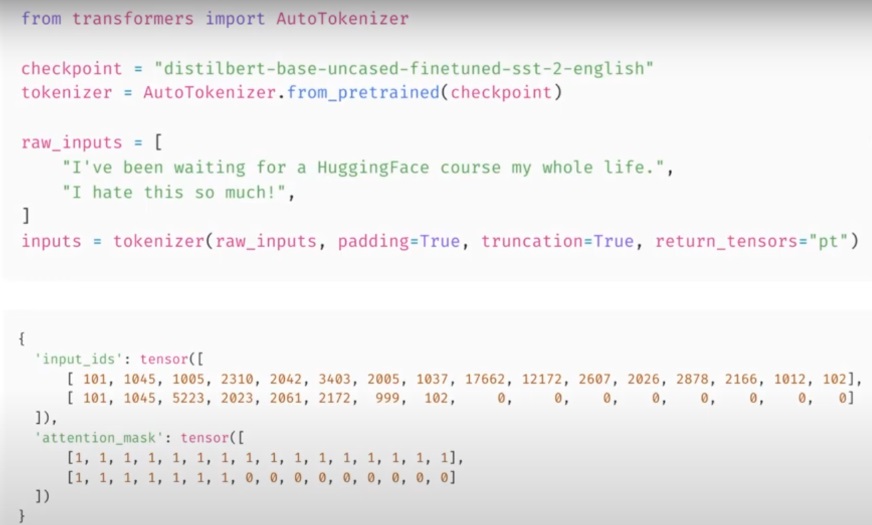 from transformers import AutoTokenizer
checkpoint = "distilbert-base-uncased-finetuned-sst-2-english"
tokenizer = AutoTokenizer.from_pretrained(checkpoint)
raw_inputs = [
"I've been waiting for a HuggingFace course my whole life.",
"I hate this so much!",
]
inputs = tokenizer(raw_inputs, padding=True, truncation=True, return_tensors="pt")
{
'input_ids': tensor([
[ 101, 1045, 1005, 2310, 2042, 3403, 2005, 1037, 17662, 12172, 2607, 2026, 2878, 2166, 1012, 102],
[ 101, 1045, 5223, 2023, 2061, 2172, 999, 102, 0, 0, 0, 0, 0, 0, 0, 0]
]),
'attention_mask': tensor([
[1, 1, 1, 1, 1, 1, 1, 1, 1, 1, 1, 1, 1, 1, 1, 1],
[1, 1, 1, 1, 1, 1, 1, 0, 0, 0, 0, 0, 0, 0, 0, 0]
])
}